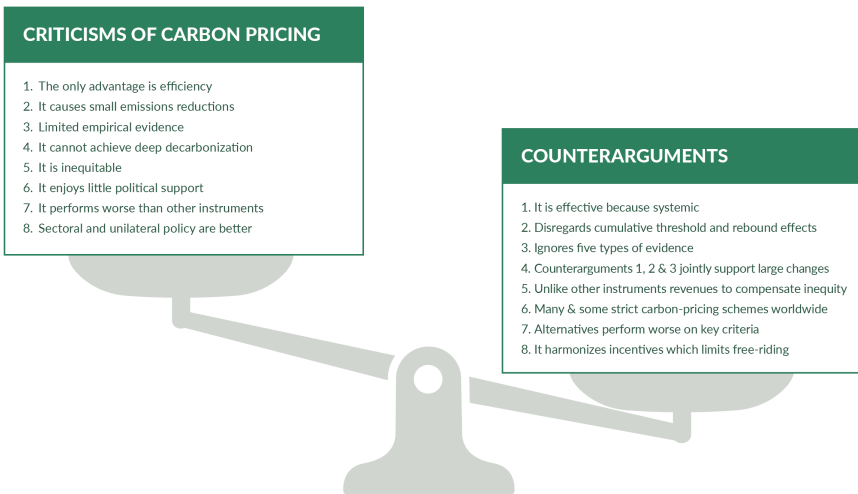 CRITICISMS OF CARBON PRICING
1. The only advantage is efficiency
2. It causes small emissions reductions
3. Limited empirical evidence
4. It cannot achieve deep decarbonization
5. It is inequitable
6. It enjoys little political support
7. It performs worse than other instruments
8. Sectoral and unilateral policy are better
COUNTERARGUMENTS
1. It is effective because systemic
2. Disregards cumulative threshold and rebound effects
3. Ignores five types of evidence
4. Counterarguments 1, 2 & 3 jointly support large changes
5. Unlike other instruments revenues to compensate inequity
6. Many & some strict carbon-pricing schemes worldwide
7. Alternatives perform worse on key criteria
8. It harmonizes incentives which limits free-riding